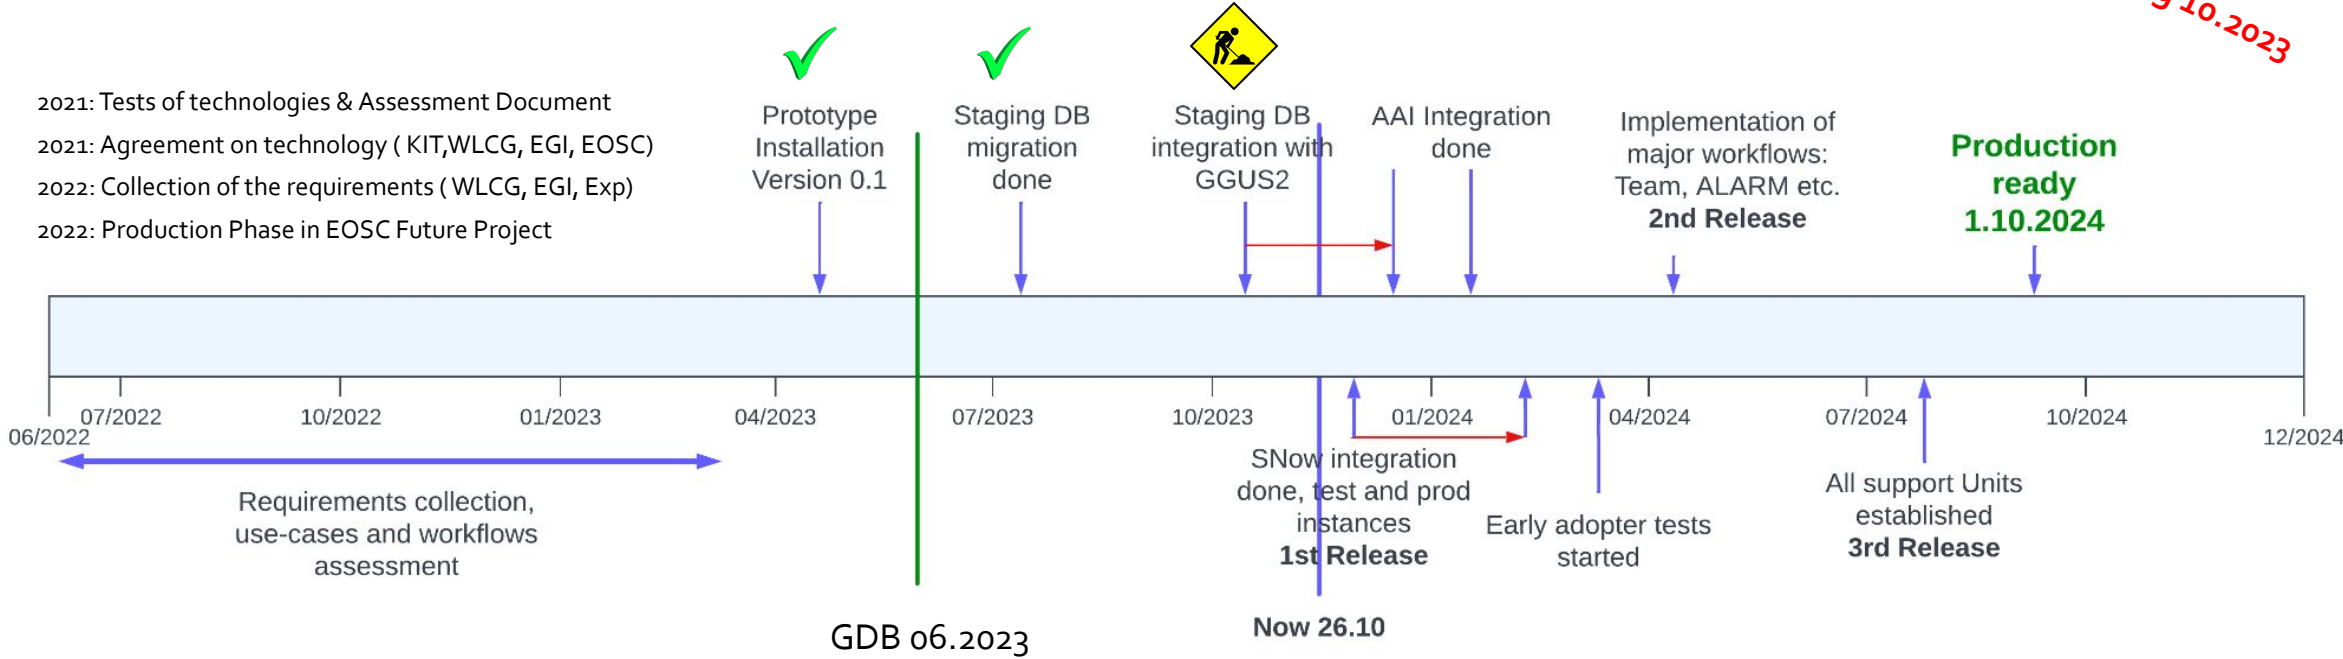 10.2023
2021: Tests of technologies & Assessment Document
2021: Agreement on technology ( KIT,WLCG, EGI, EOSC)
2022: Collection of the requirements ( WLCG, EGI, Exp)
2022: Production Phase in EOSC Future Project
Prototype
Installation
Version 0.1
Staging DB
migration
done
Staging DB
integration with
GGUS2
AAI Integration
done
Implementation of
major workflows:
Team, ALARM etc.
2nd Release
Production
ready
1.10.2024
06/2022
07/2022
10/2022
01/2023
04/2023
07/2023
10/2023
01/2024
04/2024
07/2024
10/2024
12/2024
Requirements collection,
use-cases and workflows
assessment
SNow integration
done, test and prod
instances
1st Release
Early adopter tests
started
All support Units
established
3rd Release
GDB 06.2023
Now 26.10